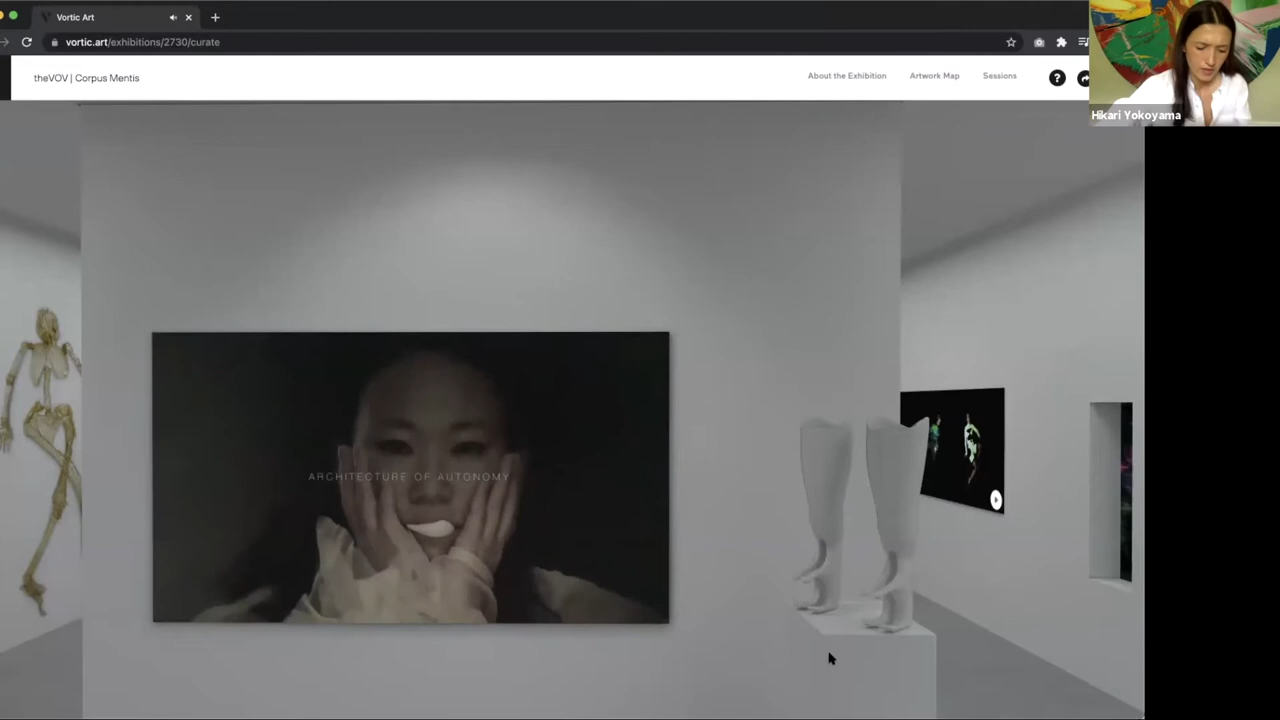 Vortic Art
vortic.art/exhibitions/2730/curate
theVOV | Corpus Mentis
About the Exhibition
Artwork Map
Sessions
?
Hikari Yokoyama
ARCHITECTURE OF AUTONOMY